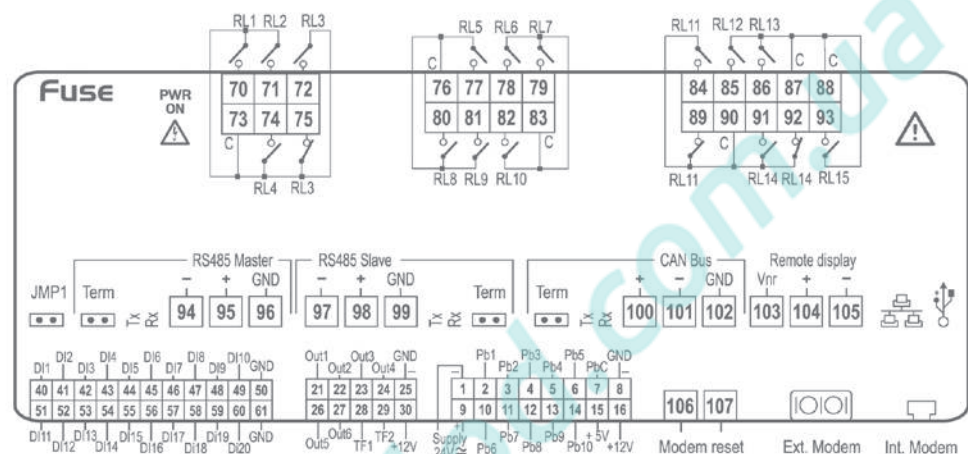 RL1 RL2 RL3
RL5 RL6 RL7
RL11 RL12 RL13
C
C C
Fuse
PWR
ON
70 71 72
73 74 75
76 77 78 79
80 81 82 83
84 85 86 87 88
89 90 91 92 93
C
C
C
RL4 RL3
RL8 RL9 RL10
RL11 RL14 RL14 RL15
RS485 Master
RS485 Slave
CAN Bus
Remote display
JMP1 Term
− + GND
− + GND
Term
Term
+ − GND
Vnr + −
Tx
Rx
94 95 96
97 98 99
Tx
Rx
Tx
Rx
100 101 102
103 104 105
DI1 DI2 DI3 DI4 DI5 DI6 DI7 DI8 DI9 DI10 GND
40 41 42 43 44 45 46 47 48 49 50
51 52 53 54 55 56 57 58 59 60 61
DI11 DI12 DI13 DI14 DI15 DI16 DI17 DI18 DI19 DI20 GND
Out1 Out2 Out3 Out4 GND
−
21 22 23 24 25
26 27 28 29 30
Out5 Out6 TF1 TF2 +12V
− Pb1 Pb2 Pb3 Pb4 Pb5 PbC GND
−
1 2 3 4 5 6 7 8
9 10 11 12 13 14 15 16
+
Supply
24V
Pb6 Pb7 Pb8 Pb9 Pb10 + 5V +12V
106 107
Modem reset
Ext. Modem
Int. Modem
nd.com.ua